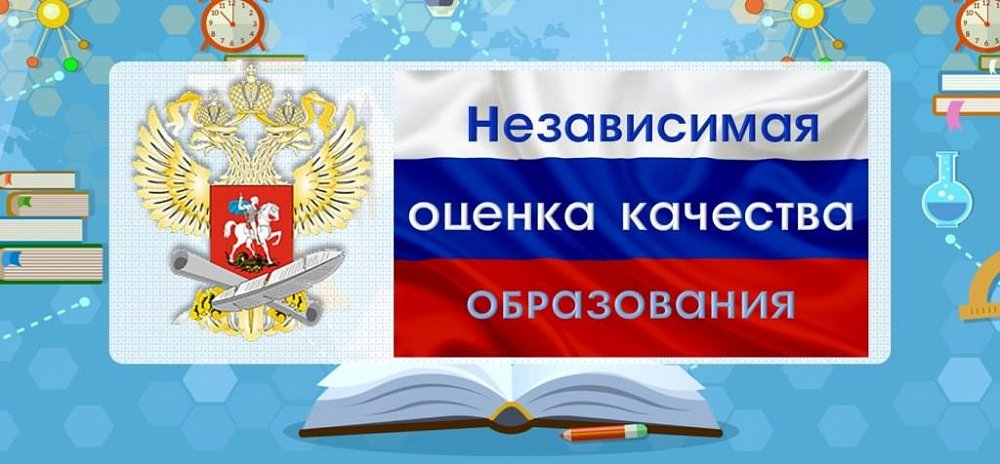 Независимая
оценка качества
образования